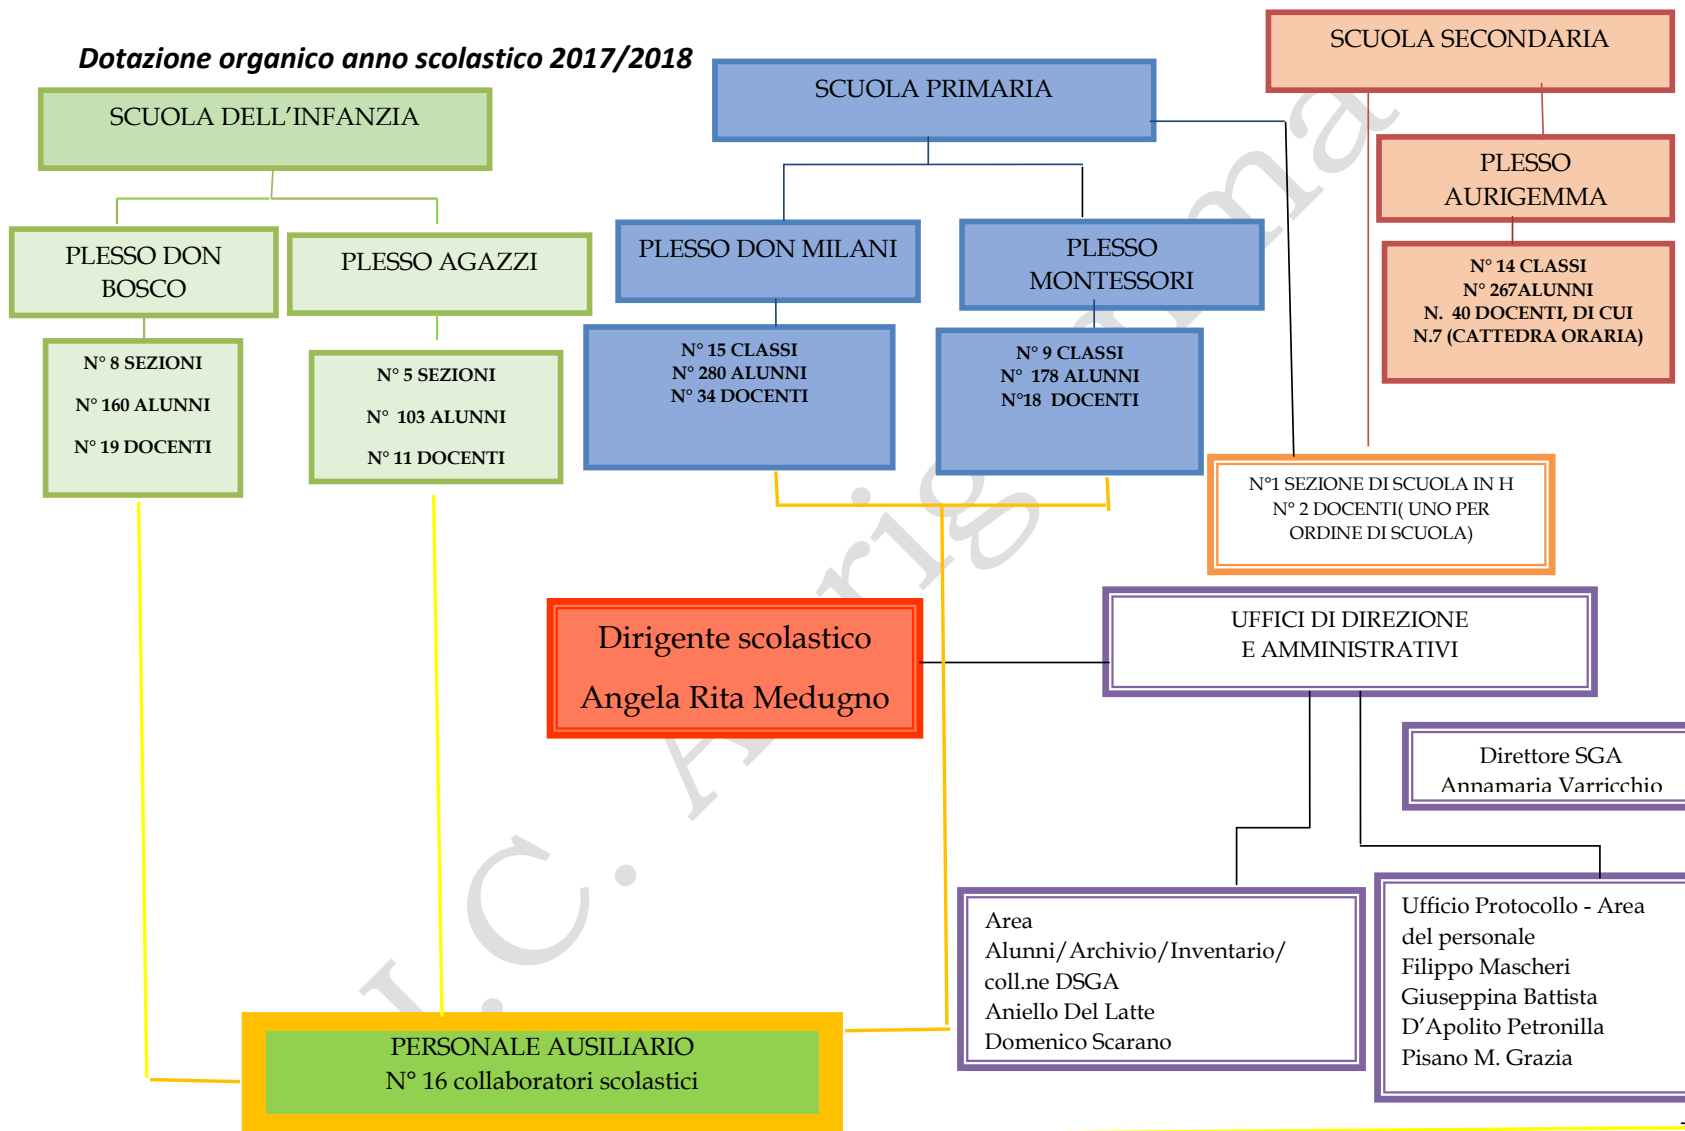 Dotazione organico anno scolastico 2017/2018
SCUOLA DELL’INFANZIA
SCUOLA PRIMARIA
SCUOLA SECONDARIA
PLESSO DON
BOSCO
PLESSO AGAZZI
PLESSO DON MILANI
PLESSO
MONTESSORI
PLESSO
AURIGEMMA
N° 8 SEZIONI
N° 160 ALUNNI
N° 19 DOCENTI
N° 5 SEZIONI
N° 103 ALUNNI
N° 11 DOCENTI
N° 15 CLASSI
N° 280 ALUNNI
N° 34 DOCENTI
N° 9 CLASSI
N° 178 ALUNNI
N°18 DOCENTI
N° 14 CLASSI
N° 267ALUNNI
N. 40 DOCENTI, DI CUI
N.7 (CATTEDRA ORARIA)
N°1 SEZIONE DI SCUOLA IN H
N° 2 DOCENTI( UNO PER
ORDINE DI SCUOLA)
Dirigente scolastico
Angela Rita Medugno
UFFICI DI DIREZIONE
E AMMINISTRATIVI
Direttore SGA
Annamaria Varricchio
Area
Alunni/Archivio/Inventario/
coll.ne DSGA
Aniello Del Latte
Domenico Scarano
Ufficio Protocollo - Area
del personale
Filippo Mascheri
Giuseppina Battista
D’Apolito Petronilla
Pisano M. Grazia
PERSONALE AUSILIARIO
N° 16 collaboratori scolastici